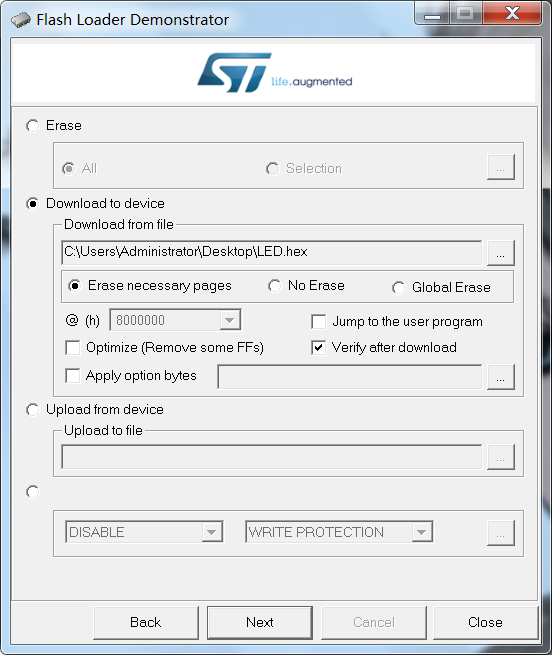 Flash Loader Demonstrator
ST
life.augmented
Erase
All
Selection
...
Download to device
Download from file
C:\Users\Administrator\Desktop\LED.hex
...
Erase necessary pages
No Erase
Global Erase
@ (h)
8000000
Jump to the user program
Optimize (Remove some FFs)
Verify after download
Apply option bytes
...
Upload from device
Upload to file
...
DISABLE
WRITE PROTECTION
...
Back
Next
Cancel
Close